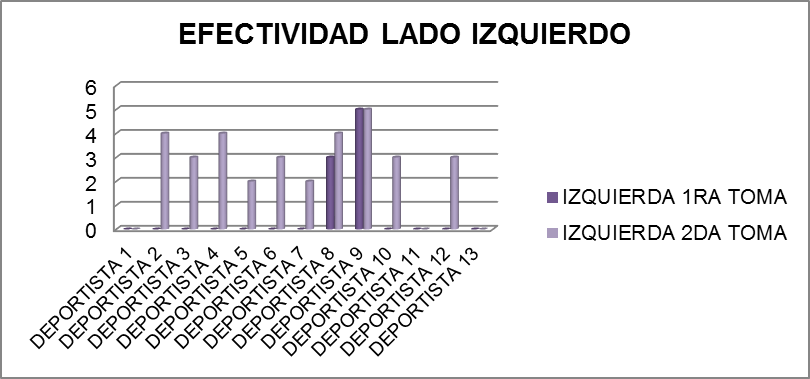 EFECTIVIDAD LADO IZQUIERDO
6
5
4
3
2
1
0
DEPORTISTA 1
DEPORTISTA 2
DEPORTISTA 3
DEPORTISTA 4
DEPORTISTA 5
DEPORTISTA 6
DEPORTISTA 7
DEPORTISTA 8
DEPORTISTA 9
DEPORTISTA 10
DEPORTISTA 11
DEPORTISTA 12
DEPORTISTA 13
IZQUIERDA 1RA TOMA
IZQUIERDA 2DA TOMA